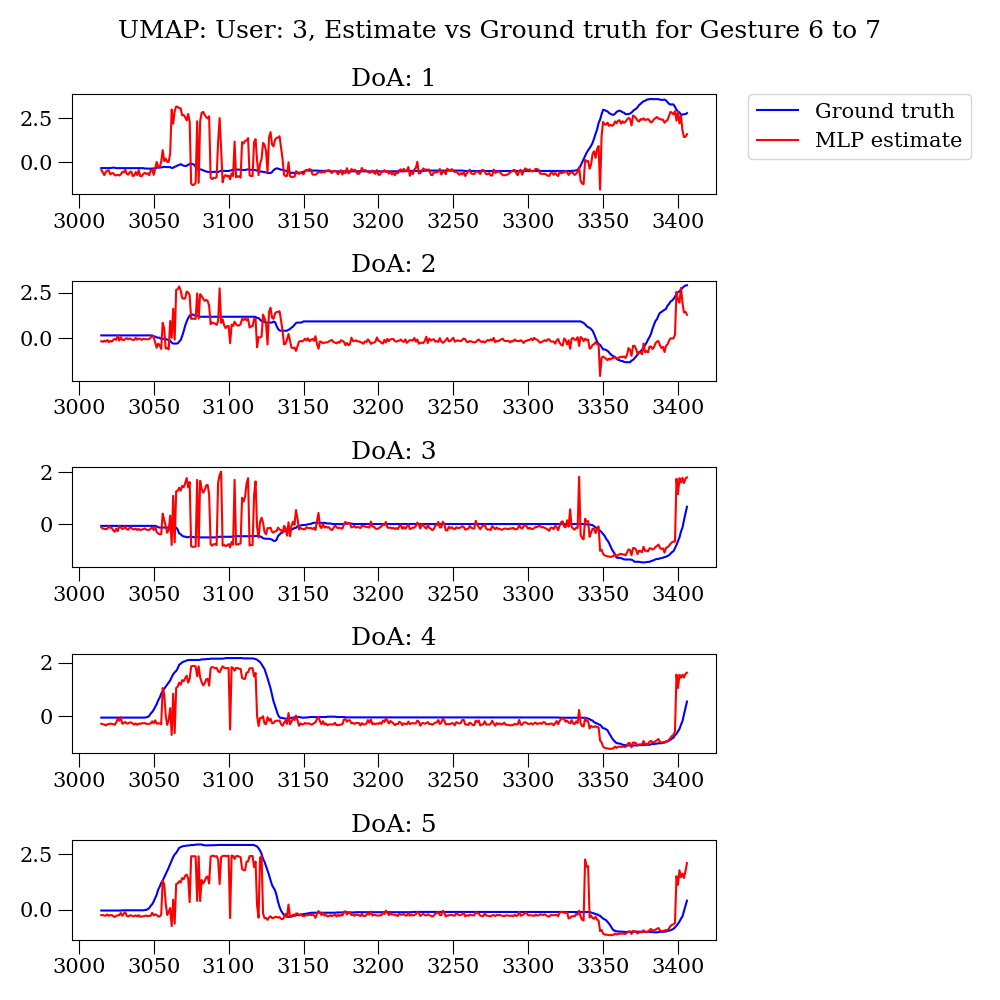 UMAP: User: 3, Estimate vs Ground truth for Gesture 6 to 7
DoA: 1
Ground truth
MLP estimate
2.5
0.0
3000 3050 3100 3150 3200 3250 3300 3350 3400
DoA: 2
2.5
0.0
3000 3050 3100 3150 3200 3250 3300 3350 3400
DoA: 3
2
0
3000 3050 3100 3150 3200 3250 3300 3350 3400
DoA: 4
2
0
3000 3050 3100 3150 3200 3250 3300 3350 3400
DoA: 5
2.5
0.0
3000 3050 3100 3150 3200 3250 3300 3350 3400